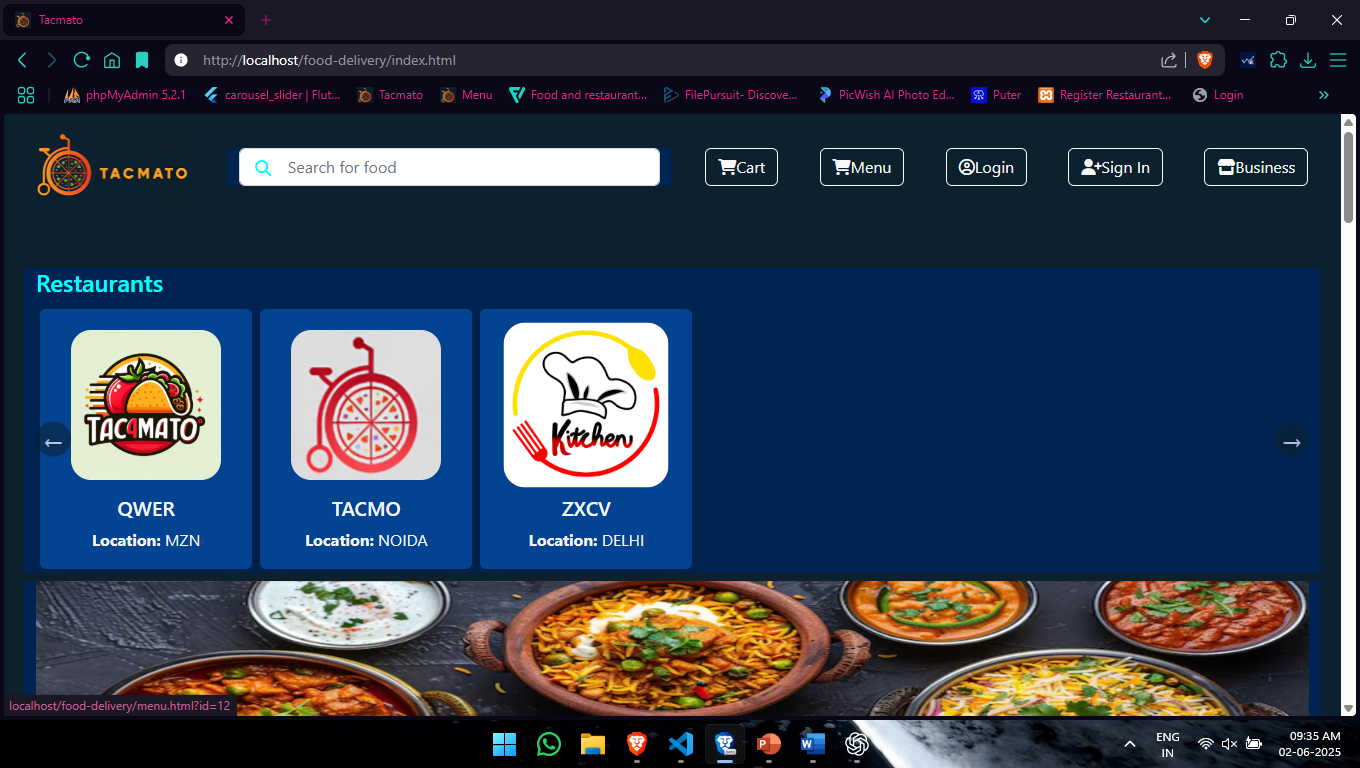 Tacmato
http://localhost/food-delivery/index.html
phpMyAdmin 5.2.1
carousel_slider | Flut...
Tacmato
Menu
Food and restaurant...
FilePursuit- Discove...
PicWish AI Photo Ed...
Puter
Register Restaurant...
Login
TACMATO
Search for food
Cart
Menu
Login
Sign In
Business
Restaurants
TAC4MATO
Kitchen
QWER
TACMO
ZXCV
Location: MZN
Location: NOIDA
Location: DELHI
localhost/food-delivery/menu.html?id=12
ENG
IN
09:35 AM
02-06-2025